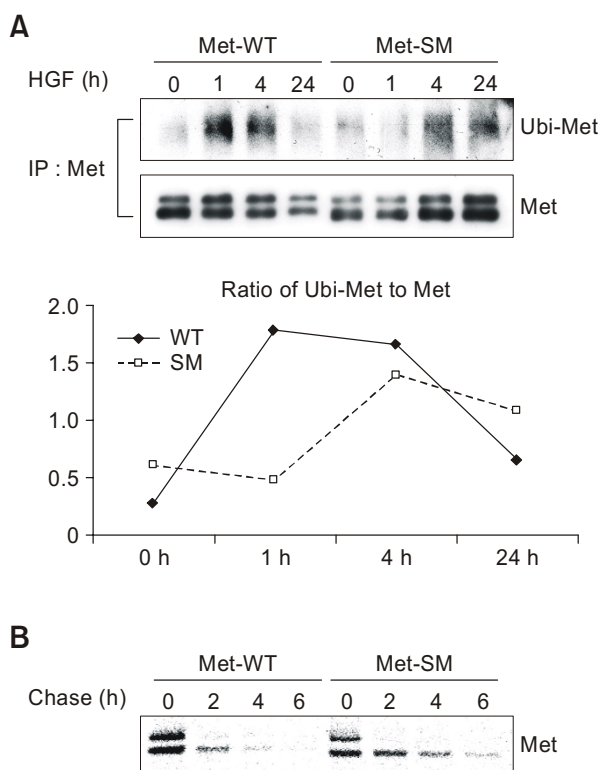 A
Met-WT Met-SM
HGF (h) 0 1 4 24 0 1 4 24
Ubi-Met
IP : Met
Met
Ratio of Ubi-Met to Met
2.0
WT
SM
1.5
1.0
0.5
0
0 h 1 h 4 h 24 h
B
Met-WT Met-SM
Chase (h) 0 2 4 6 0 2 4 6
Met